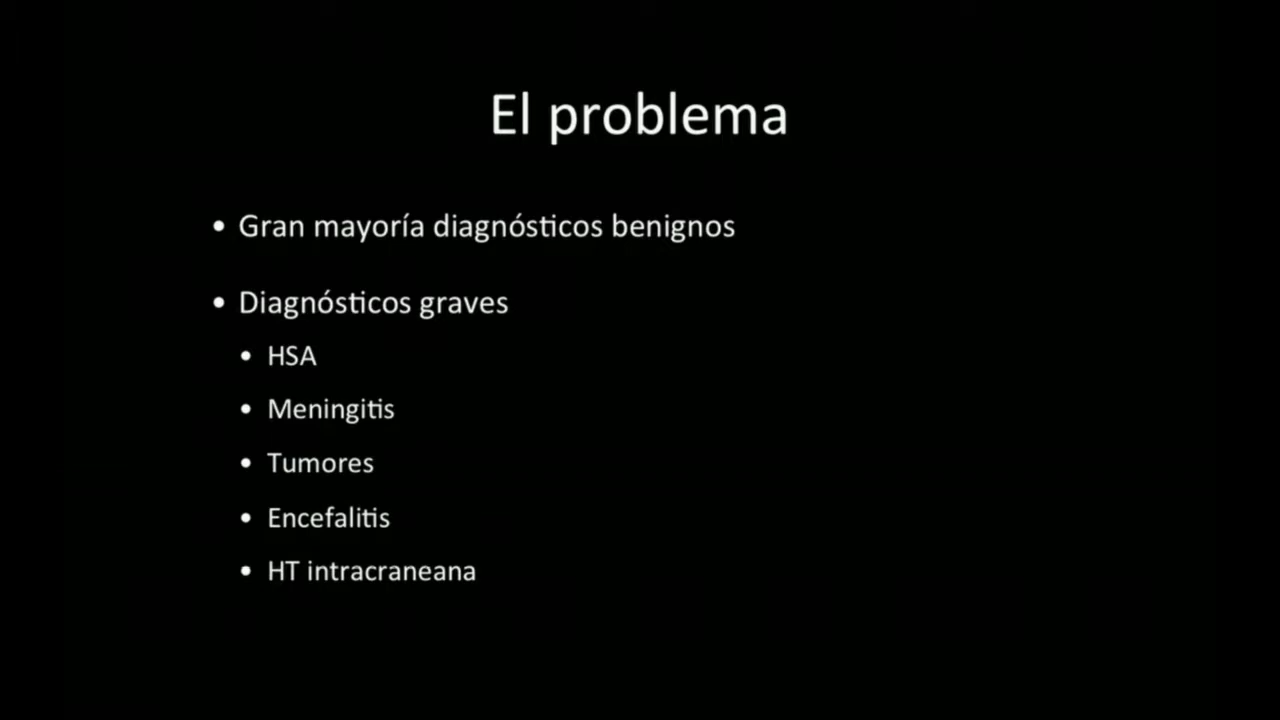 El problema
• Gran mayoría diagnósticos benignos
• Diagnósticos graves
• HSA
• Meningitis
• Tumores
• Encefalitis
• HT intracraneana